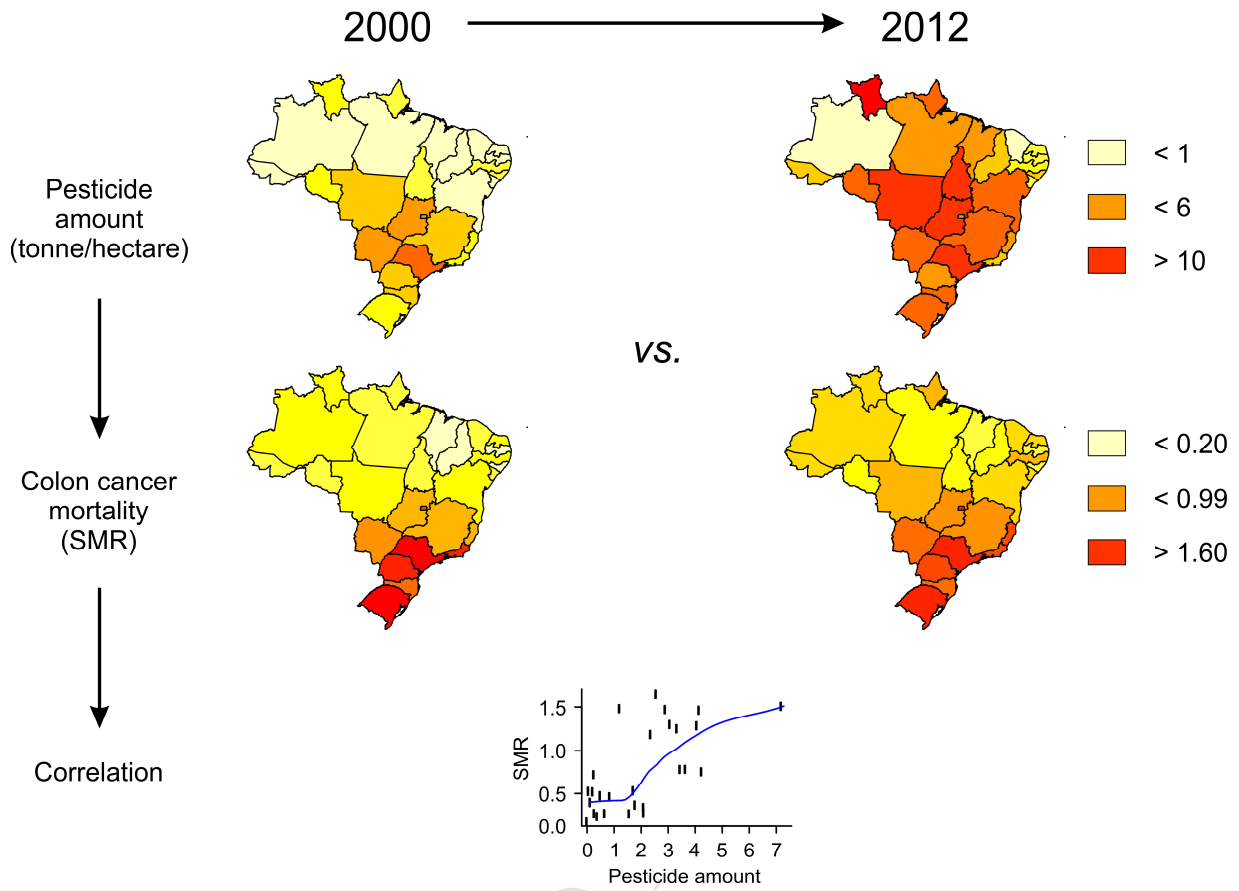 2000
2012
Pesticide
amount
(tonne/hectare)
< 1
< 6
> 10
vs.
Colon cancer
mortality
(SMR)
< 0.20
< 0.99
> 1.60
Correlation
SMR
1.5
1.0
0.5
0.0
0 1 2 3 4 5 6 7
Pesticide amount